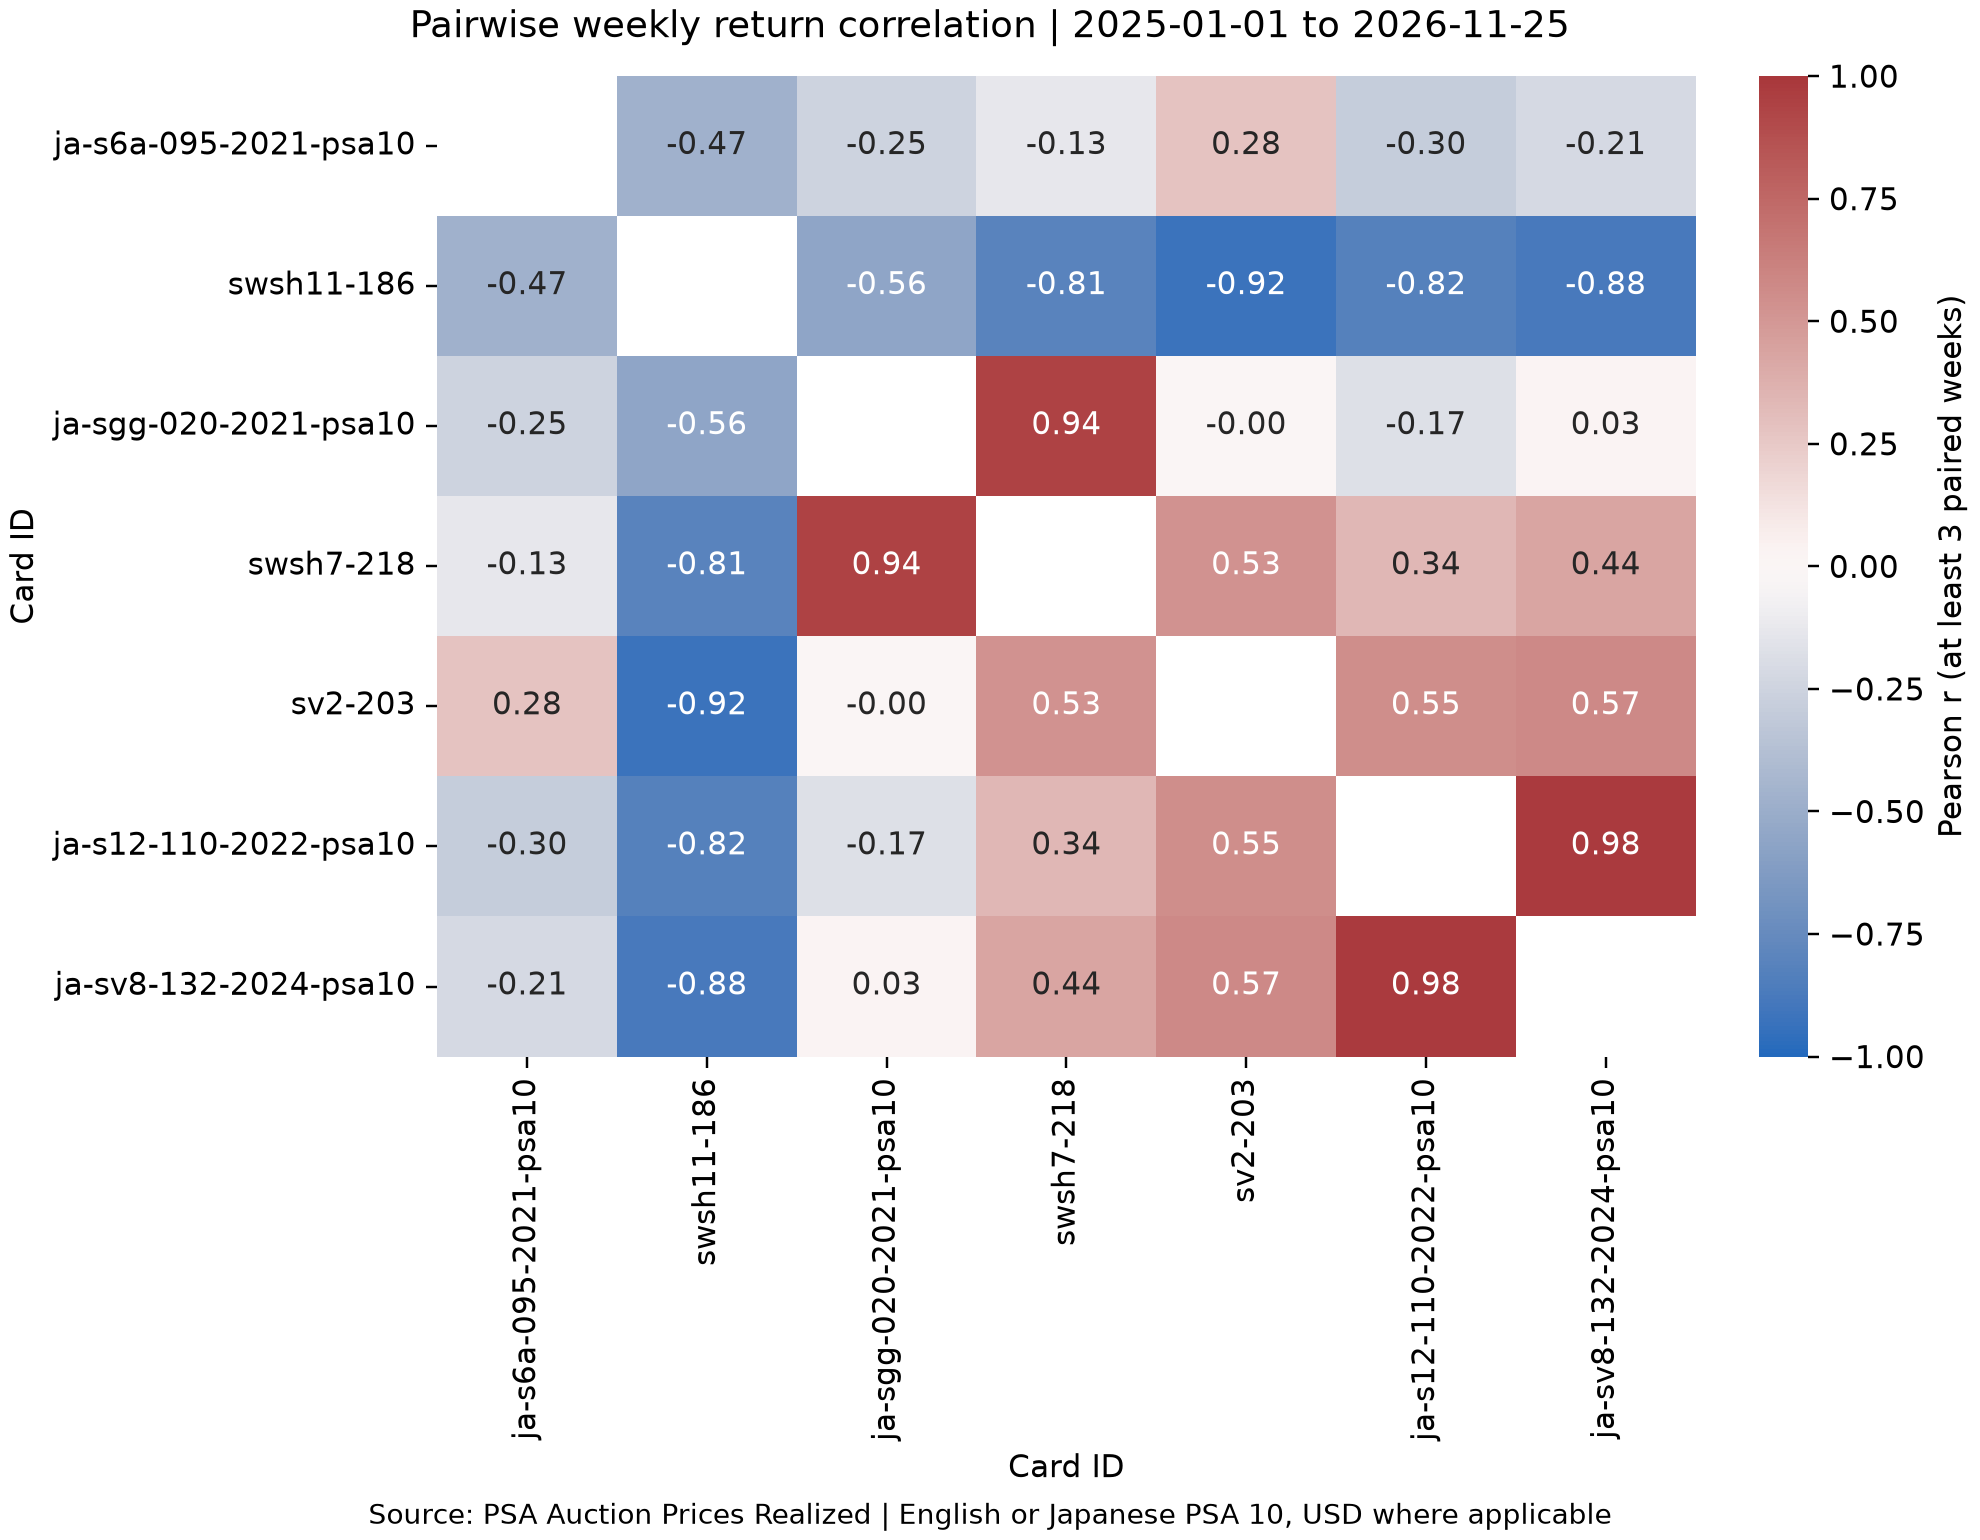 Pairwise weekly return correlation | 2025-01-01 to 2026-11-25
ja-s6a-095-2021-psa10 -0.47 -0.25 -0.13 0.28 -0.30 -0.21
swsh11-186 -0.47 -0.56 -0.81 -0.92 -0.82 -0.88
ja-sgg-020-2021-psa10 -0.25 -0.56 0.94 -0.00 -0.17 0.03
swsh7-218 -0.13 -0.81 0.94 0.53 0.34 0.44
sv2-203 0.28 -0.92 -0.00 0.53 0.55 0.57
ja-s12-110-2022-psa10 -0.30 -0.82 -0.17 0.34 0.55 0.98
ja-sv8-132-2024-psa10 -0.21 -0.88 0.03 0.44 0.57 0.98
Card ID
ja-s6a-095-2021-psa10
swsh11-186
ja-sgg-020-2021-psa10
swsh7-218
sv2-203
ja-s12-110-2022-psa10
ja-sv8-132-2024-psa10
Card ID
1.00
0.75
0.50
0.25
0.00
−0.25
−0.50
−0.75
−1.00
Pearson r (at least 3 paired weeks)
Source: PSA Auction Prices Realized | English or Japanese PSA 10, USD where applicable